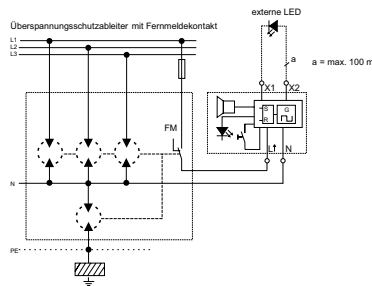 externe LED
Überspannungsschutzableiter mit Fernmeldekontakt
L1
L2
L3
a
a = max. 100 m
X1
X2
FM
S
R
G
L↑
N
N
PE